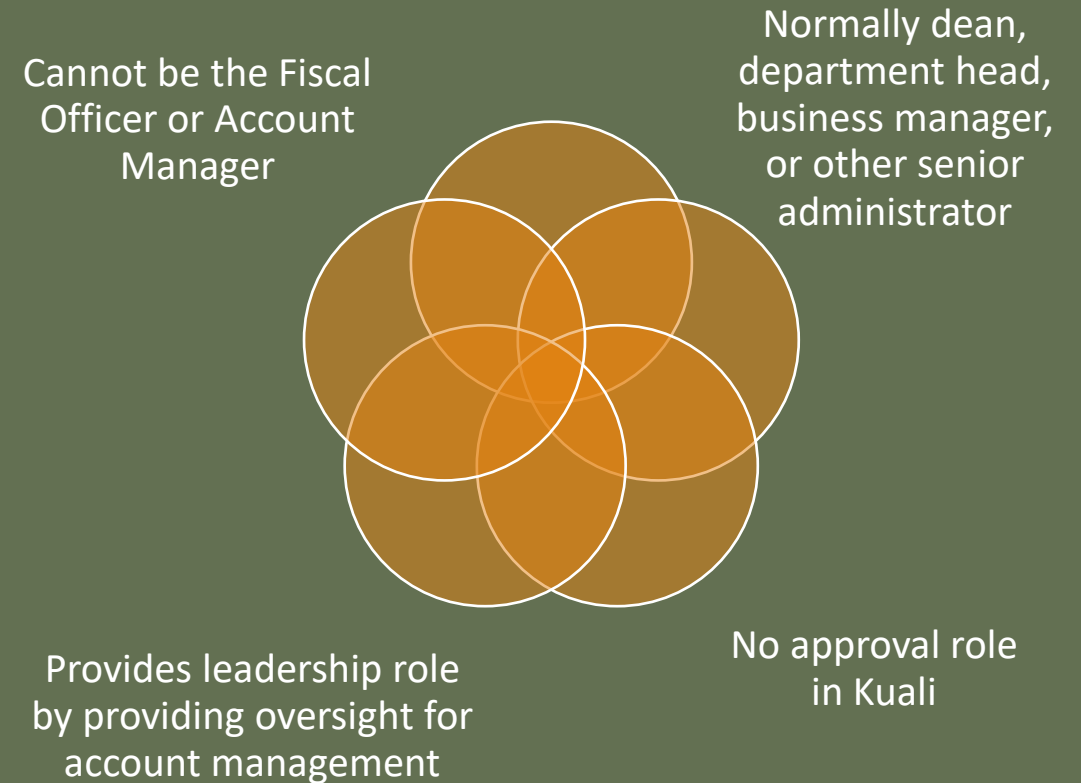 Cannot be the Fiscal
Officer or Account
Manager
Normally dean,
department head,
business manager,
or other senior
administrator
Provides leadership role
by providing oversight for
account management
No approval role
in Kuali